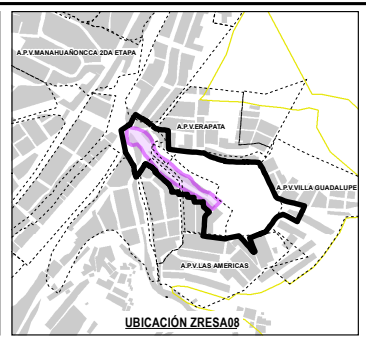 A.P.V.MANAHUAÑONCCA 2DA ETAPA
A.P.V.ERAPATA
A.P.V.VILLA GUADALUPE
A.P.V.LAS AMERICAS
UBICACIÓN ZRESA08